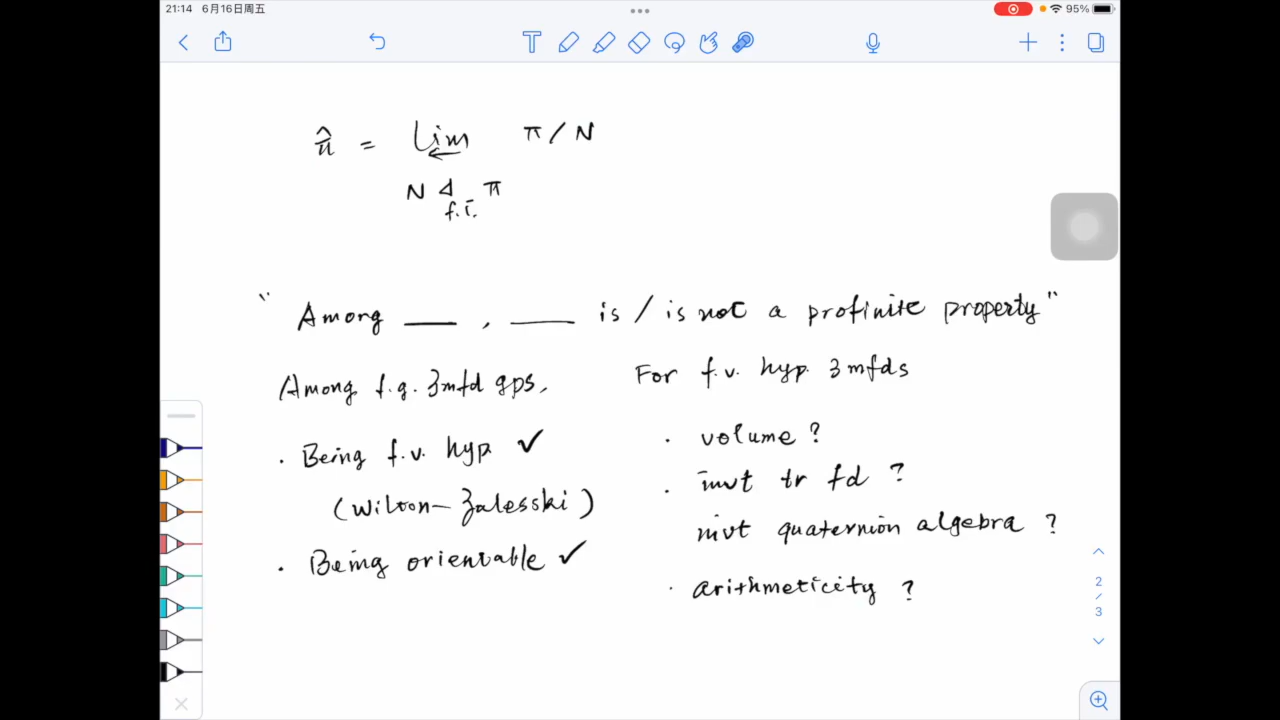 21:14 6月16日周五
95%
π̂ = lim π / N
N ◁ π
f.i.
" Among ___ , ___ is / is not a profinite property "
Among f.g. 3mfd gps,
· Being f.v. hyp ✓
(Wilton-Zalesski)
· Being orientable ✓
For f.v. hyp. 3mfds
· volume ?
· invt tr fd ?
invt quaternion algebra ?
· arithmeticity ?
2
/
3